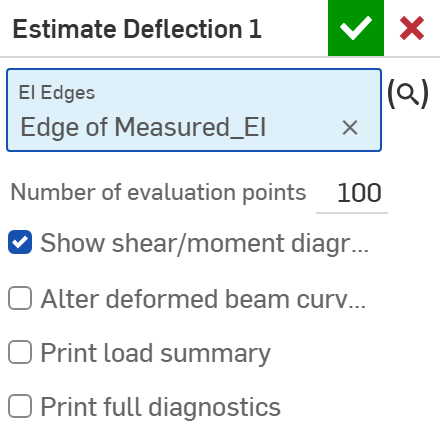 Estimate Deflection 1
EI Edges
Edge of Measured_EI
Number of evaluation points 100
Show shear/moment diagr...
Alter deformed beam curv...
Print load summary
Print full diagnostics